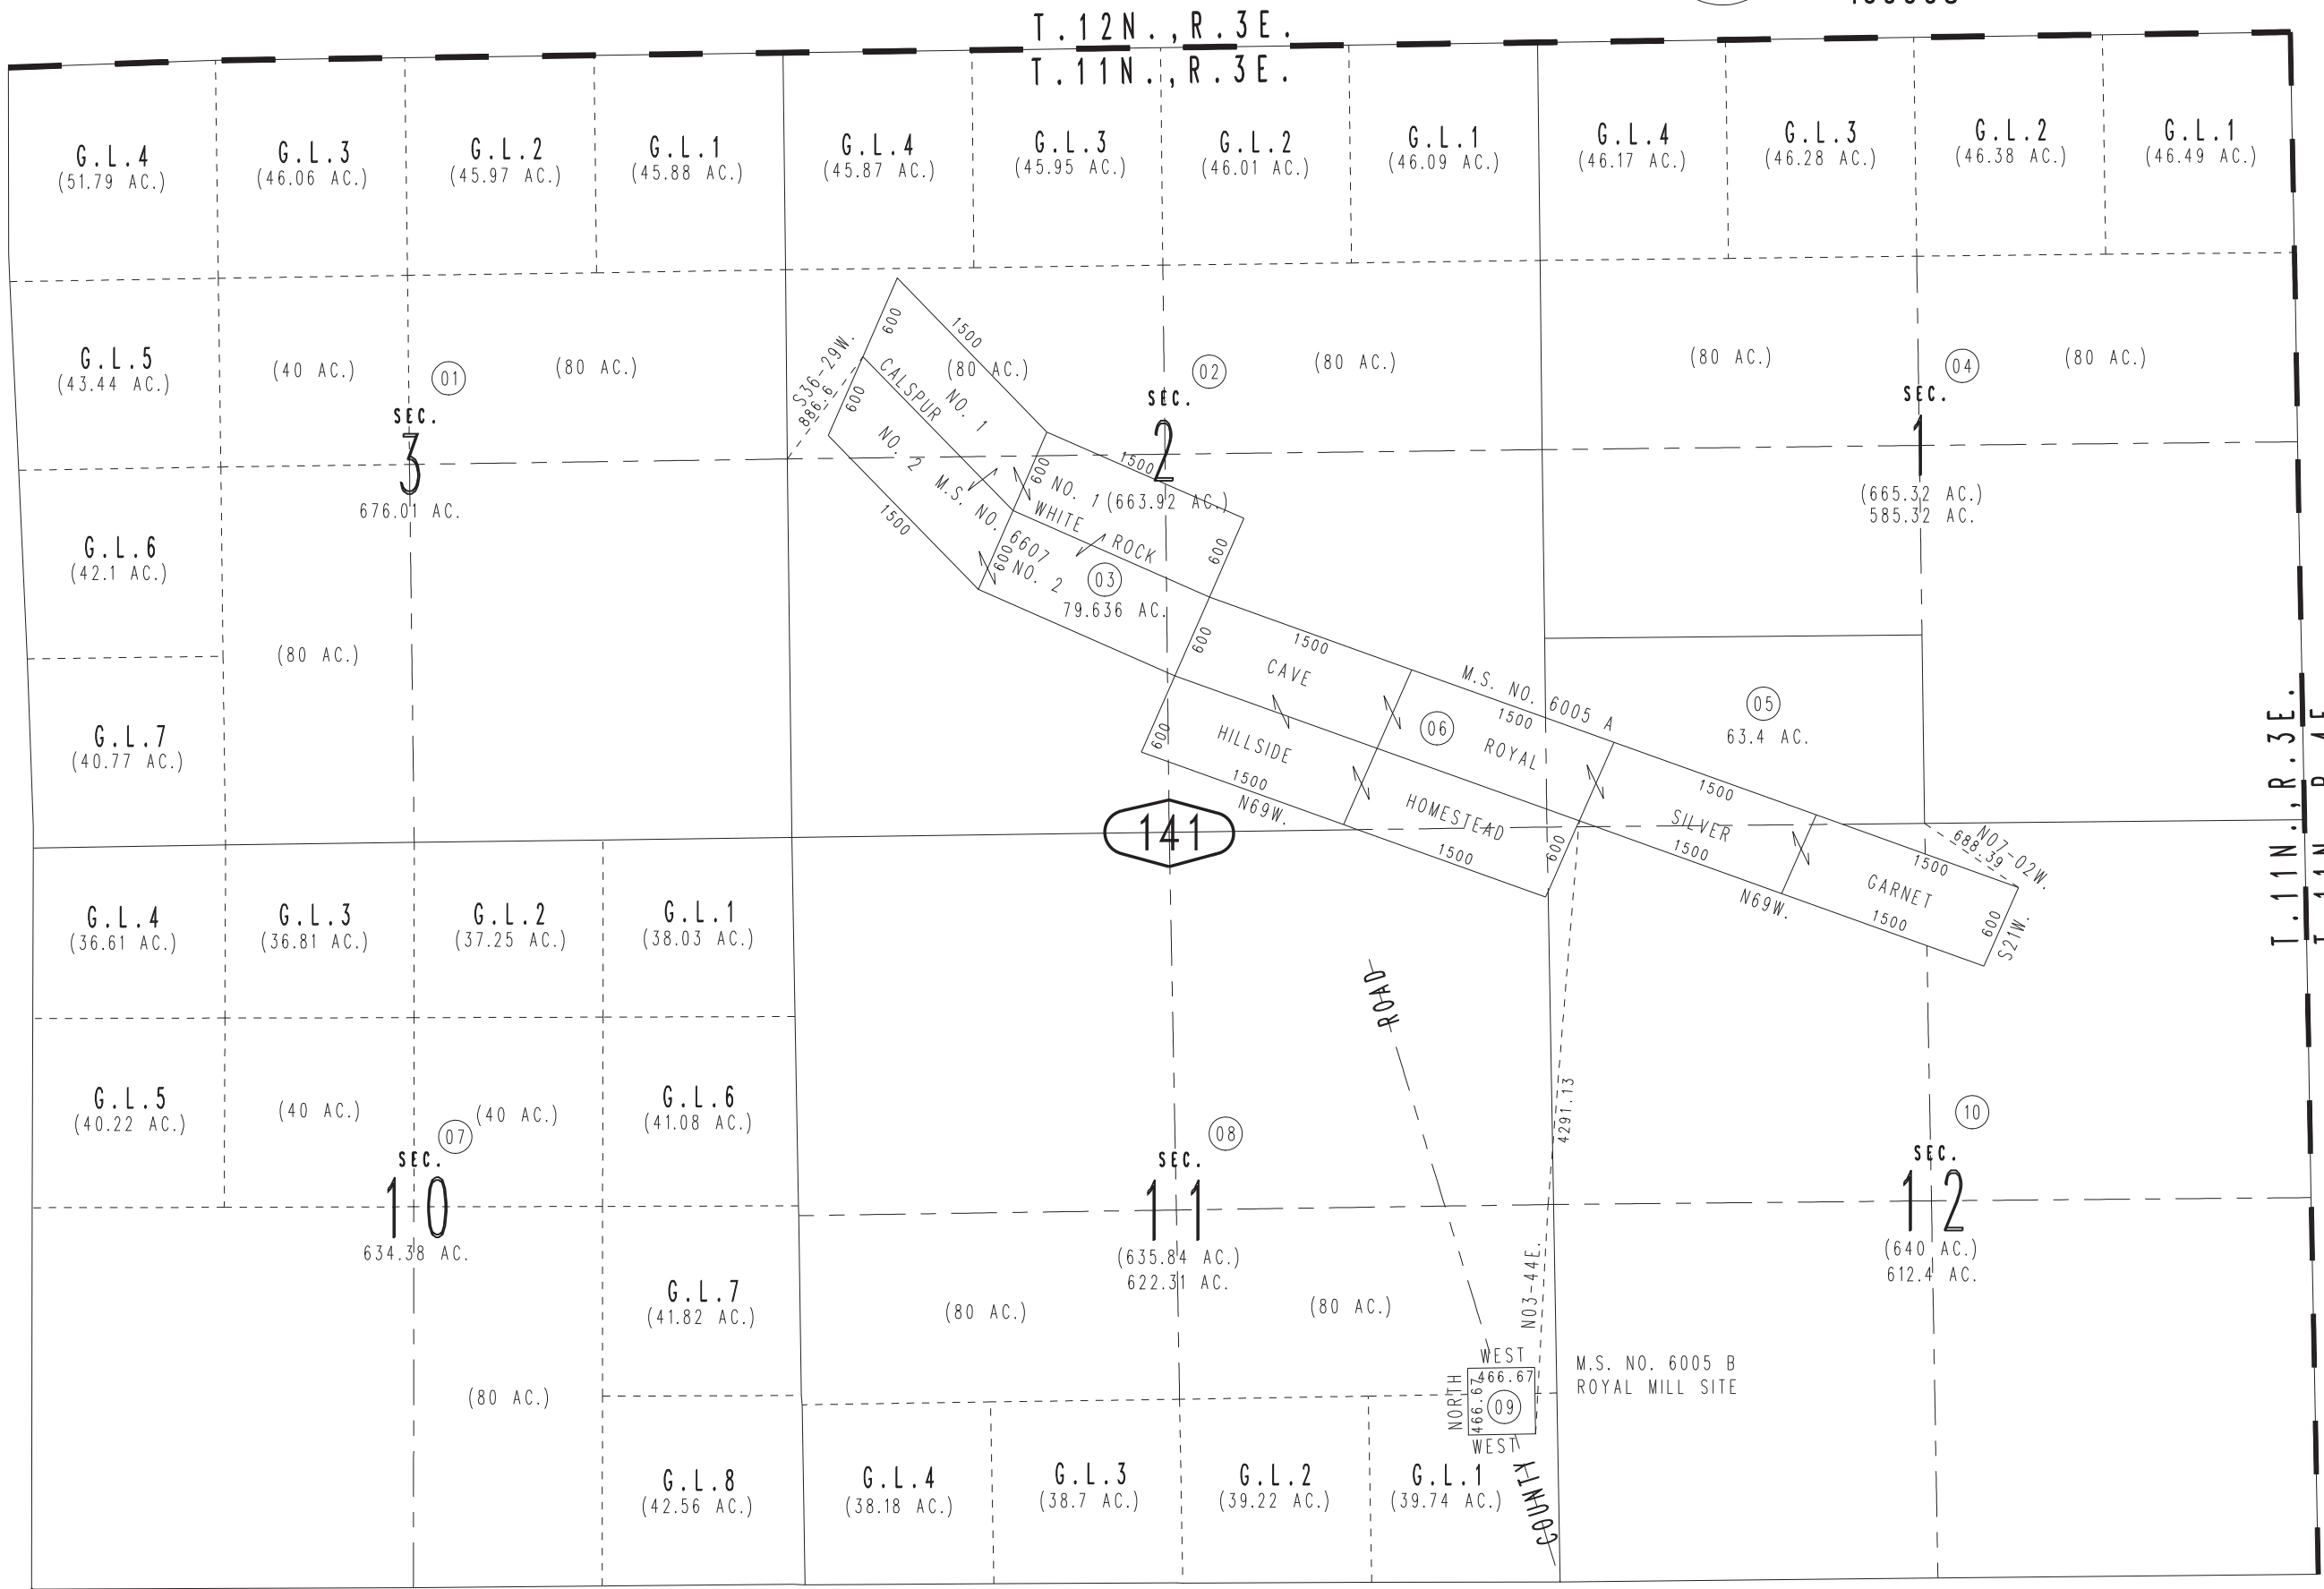 T.12N.,R.3E.
T.11N.,R.3E.
G.L.4
(51.79 AC.)
G.L.3
(46.06 AC.)
G.L.2
(45.97 AC.)
G.L.1
(45.88 AC.)
G.L.4
(45.87 AC.)
G.L.3
(45.95 AC.)
G.L.2
(46.01 AC.)
G.L.1
(46.09 AC.)
G.L.4
(46.17 AC.)
G.L.3
(46.28 AC.)
G.L.2
(46.38 AC.)
G.L.1
(46.49 AC.)
G.L.5
(43.44 AC.)
(40 AC.)
01
(80 AC.)
SEC.
3
676.01 AC.
G.L.6
(42.1 AC.)
G.L.7
(40.77 AC.)
(80 AC.)
S36-29W.
886.6
600
1500
(80 AC.)
02
(80 AC.)
SEC.
2
CALSPUR
NO. 1
600
NO. 2
M.S. NO.
6607
1500
600
1500
NO. 1
(663.92 AC.)
WHITE
ROCK
600
600
NO. 2
03
79.636 AC.
(80 AC.)
04
(80 AC.)
SEC.
1
(665.32 AC.)
585.32 AC.
05
63.4 AC.
600
1500
CAVE
M.S. NO. 6005 A
1500
06
ROYAL
600
HILLSIDE
1500
N69W.
HOMESTEAD
1500
600
1500
SILVER
1500
N69W.
N07-02W.
688.39
1500
GARNET
1500
600
S21W.
T.11N.,R.3E.
141
G.L.4
(36.61 AC.)
G.L.3
(36.81 AC.)
G.L.2
(37.25 AC.)
G.L.1
(38.03 AC.)
G.L.5
(40.22 AC.)
(40 AC.)
07
(40 AC.)
G.L.6
(41.08 AC.)
SEC.
10
634.38 AC.
G.L.7
(41.82 AC.)
(80 AC.)
G.L.8
(42.56 AC.)
ROAD
4291.13
08
SEC.
11
(635.84 AC.)
622.31 AC.
(80 AC.)
(80 AC.)
N03-44E.
10
SEC.
12
(640 AC.)
612.4 AC.
WEST
466.67
NORTH
466.67
09
WEST
M.S. NO. 6005 B
ROYAL MILL SITE
G.L.4
(38.18 AC.)
G.L.3
(38.7 AC.)
G.L.2
(39.22 AC.)
G.L.1
(39.74 AC.)
COUNTY